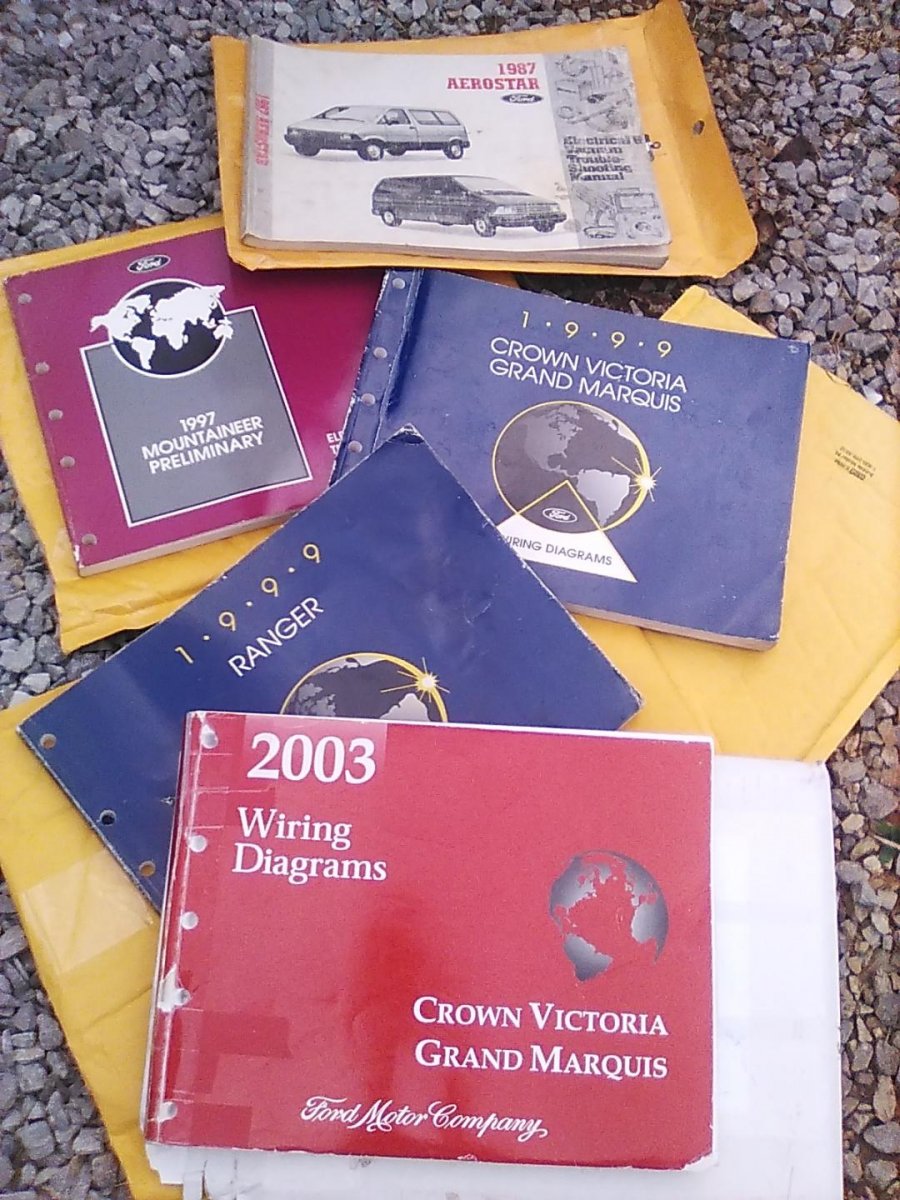 1987
AEROSTAR
Ford
Electrical &
Vacuum
Trouble-
Shooting
Manual
1987 AEROSTAR
Ford
1997
MOUNTAINEER
PRELIMINARY
1·9·9·9
CROWN VICTORIA
GRAND MARQUIS
Ford
WIRING DIAGRAMS
1·9·9·9
RANGER
2003
Wiring
Diagrams
CROWN VICTORIA
GRAND MARQUIS
Ford Motor Company